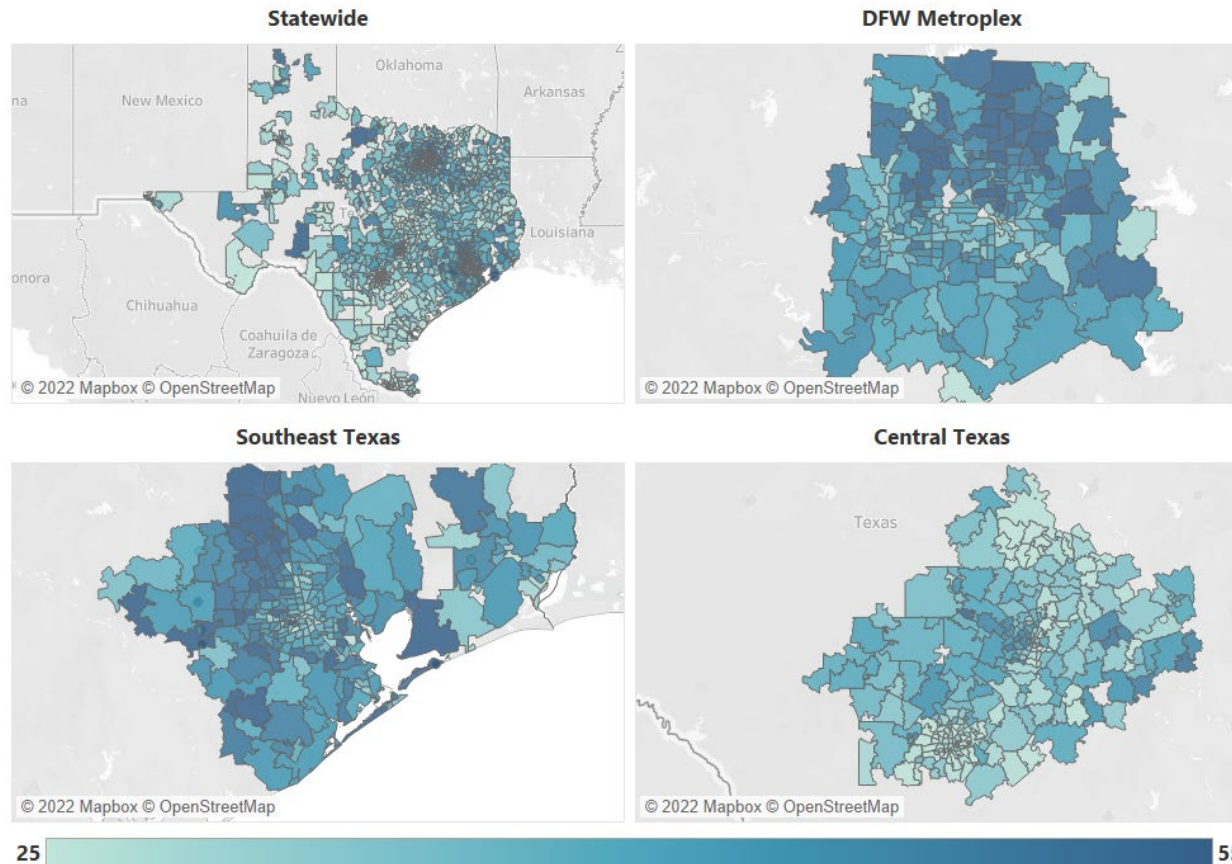 Statewide
DFW Metroplex
New Mexico
Oklahoma
Arkansas
Louisiana
onora
Chihuahua
Coahuila de
Zaragoza
Nuevo León
© 2022 Mapbox © OpenStreetMap
© 2022 Mapbox © OpenStreetMap
Southeast Texas
Central Texas
Texas
© 2022 Mapbox © OpenStreetMap
© 2022 Mapbox © OpenStreetMap
25